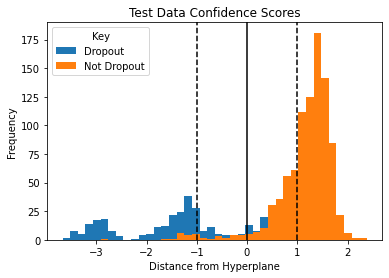 Test Data Confidence Scores
Key
Dropout
Not Dropout
Frequency
175
150
125
100
75
50
25
0
−3
−2
−1
0
1
2
Distance from Hyperplane